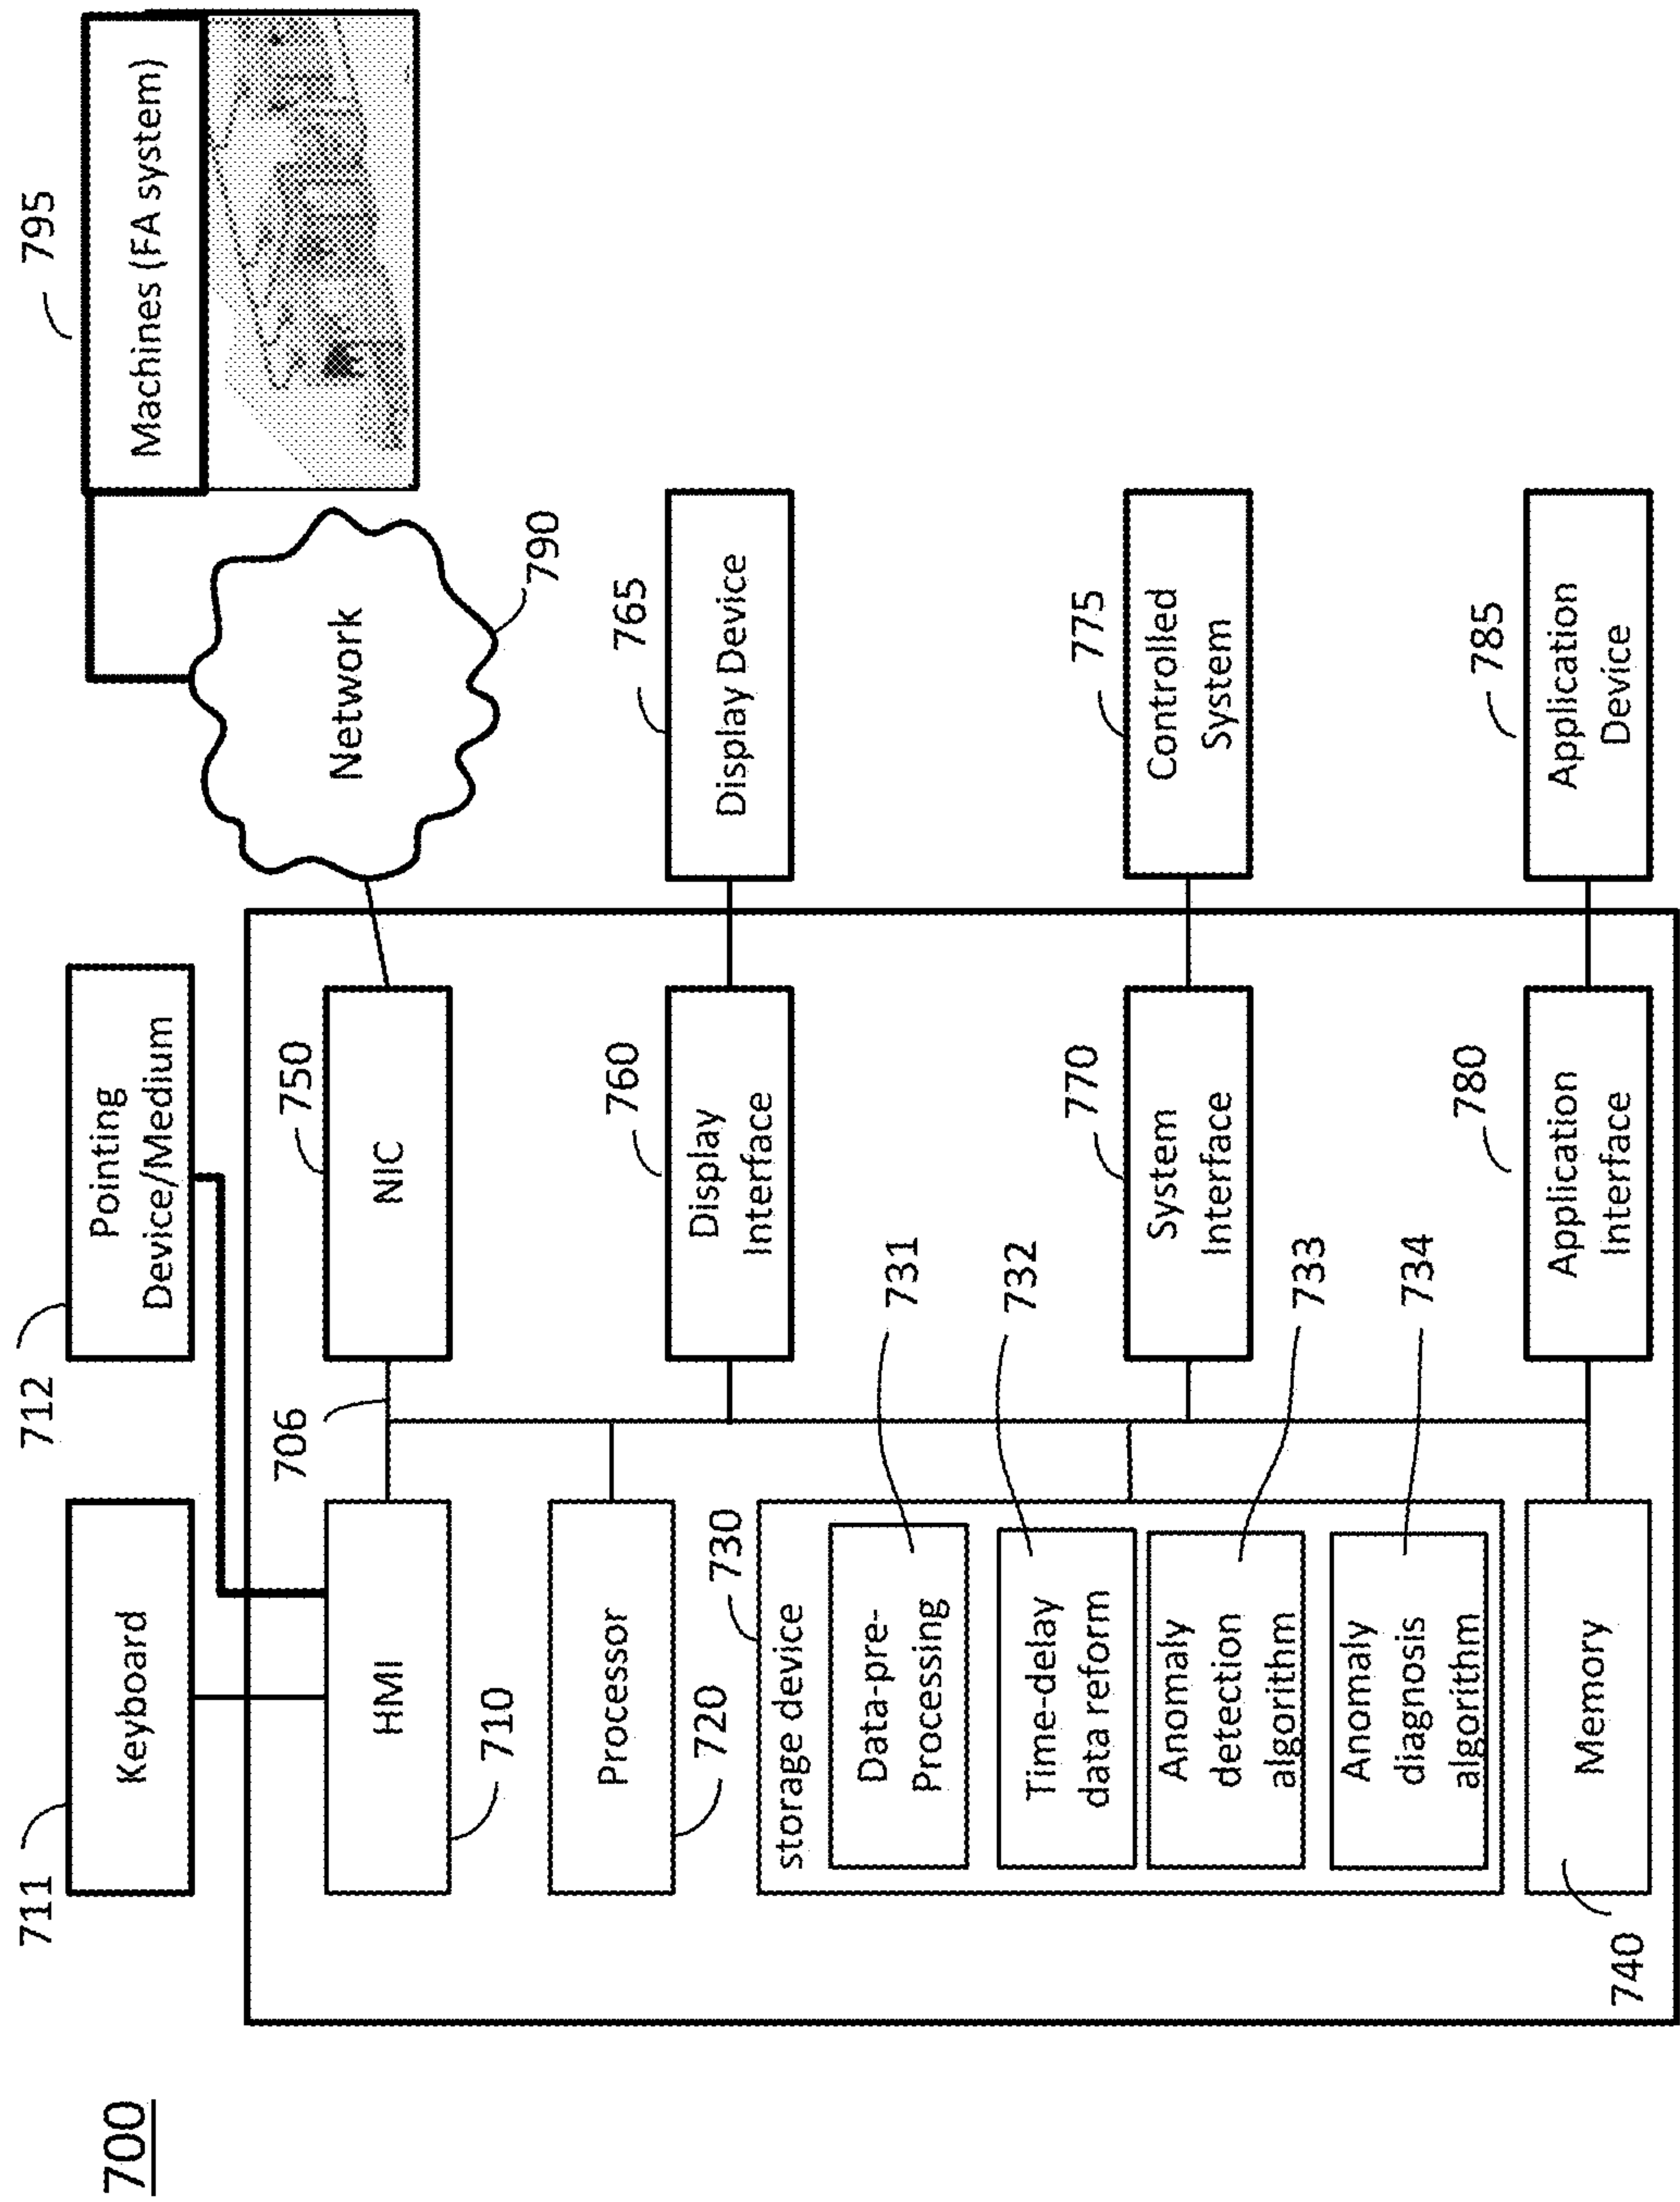 700
711
Keyboard
712
Pointing
Device/Medium
795
Machines (FA system)
706
HMI
710
750
NIC
Network
790
Processor
720
760
Display
Interface
765
Display Device
730
storage device
Data-pre-
Processing
731
Time-delay
data reform
732
Anomaly
detection
algorithm
733
Anomaly
diagnosis
algorithm
734
770
System
Interface
775
Controlled
System
Memory
740
780
Application
Interface
785
Application
Device